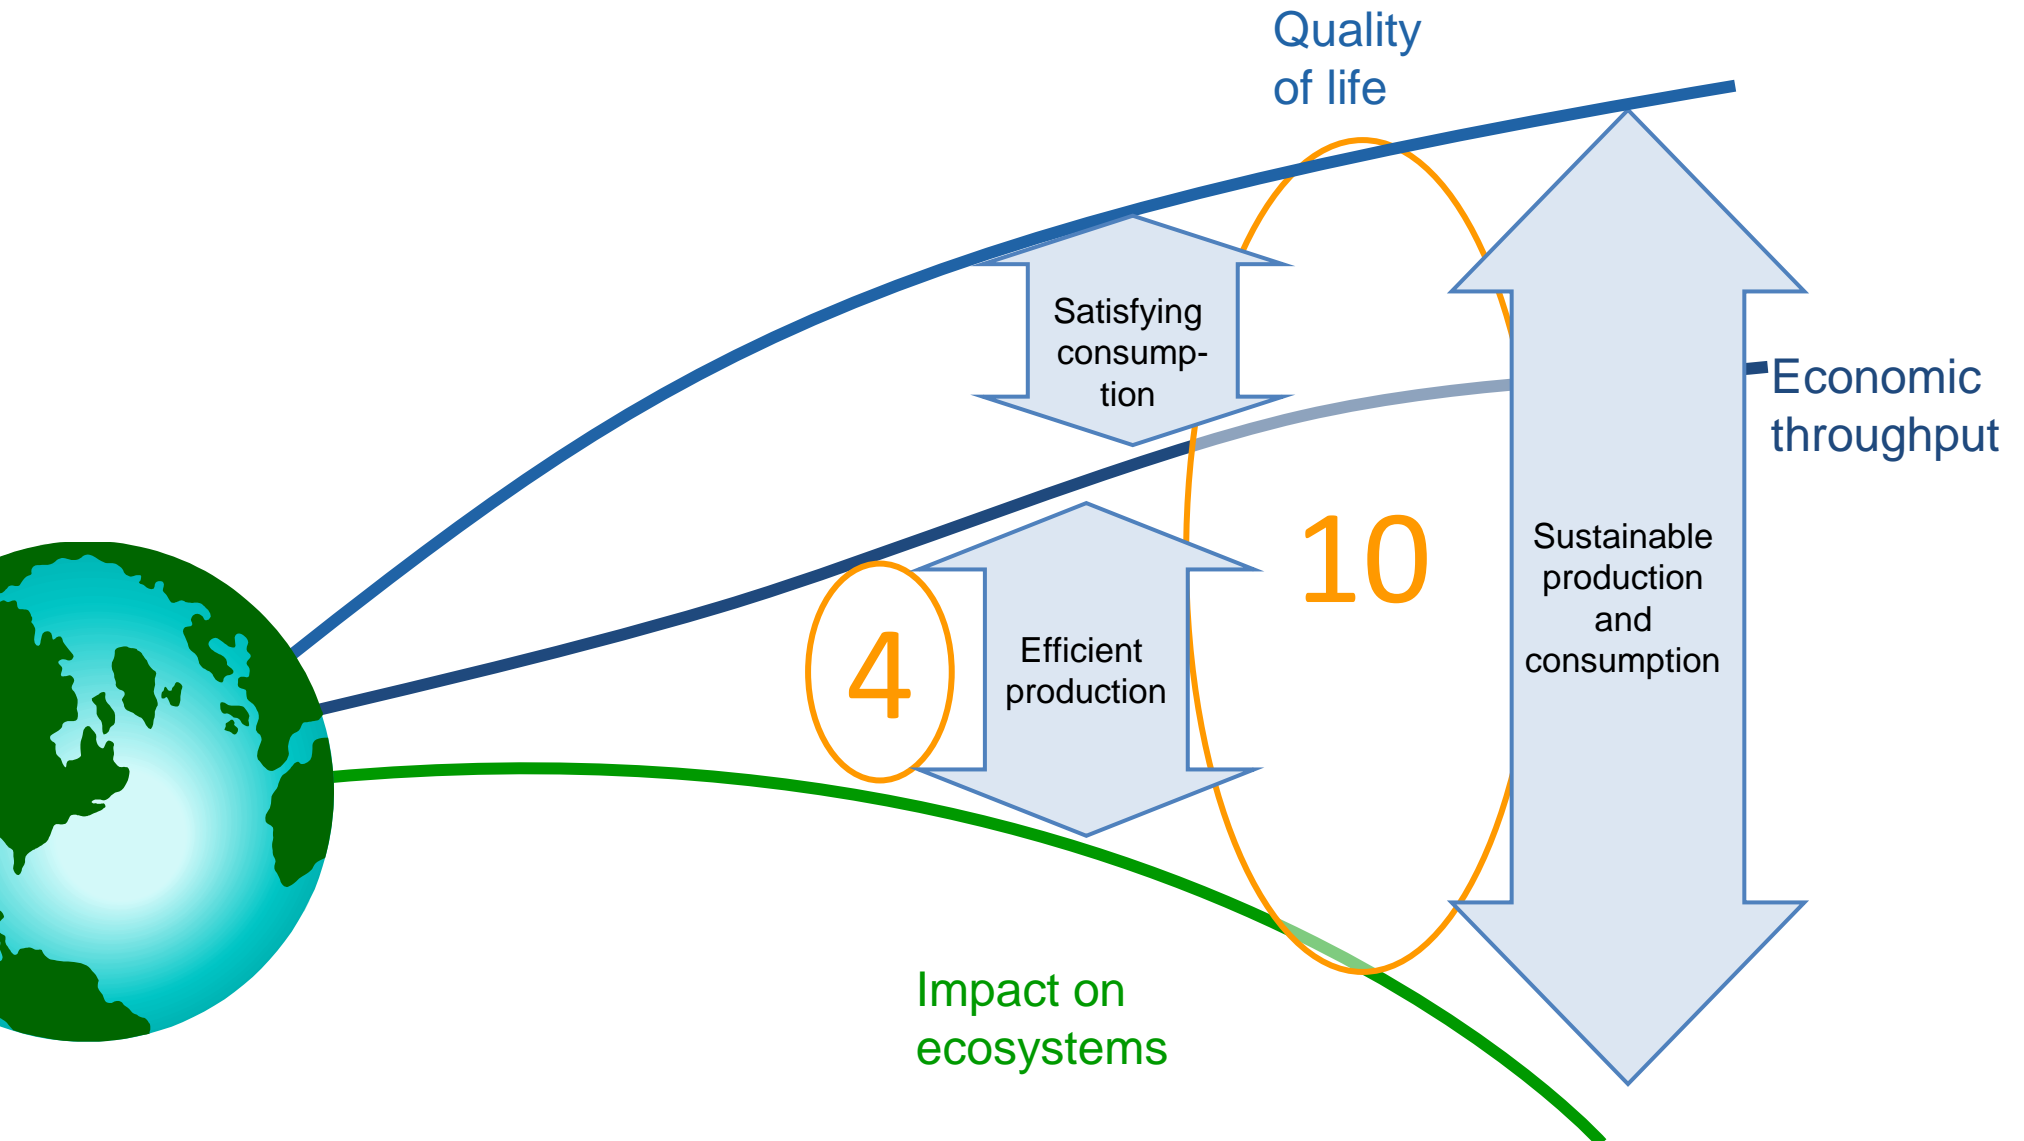 Quality
of life
Satisfying
consump-
tion
Economic
throughput
10
4
Efficient
production
Sustainable
production
and
consumption
Impact on
ecosystems